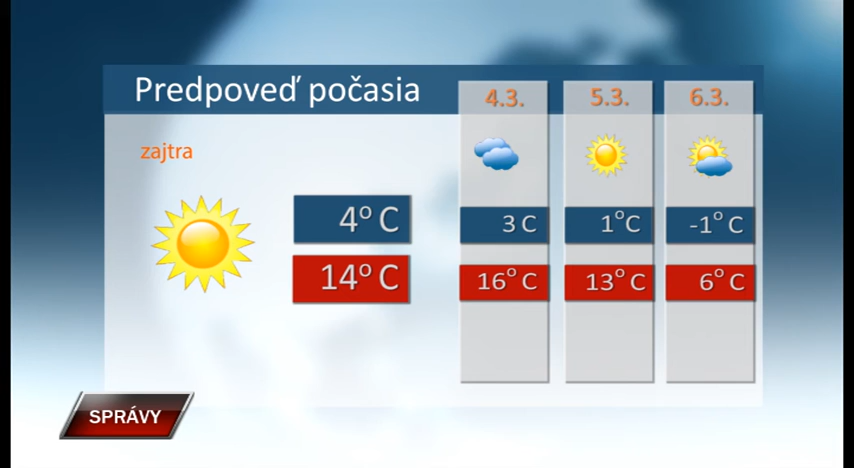 Predpoveď počasia
zajtra
4° C
14° C
4.3.
3 C
16° C
5.3.
1°C
13° C
6.3.
-1° C
6° C
SPRÁVY